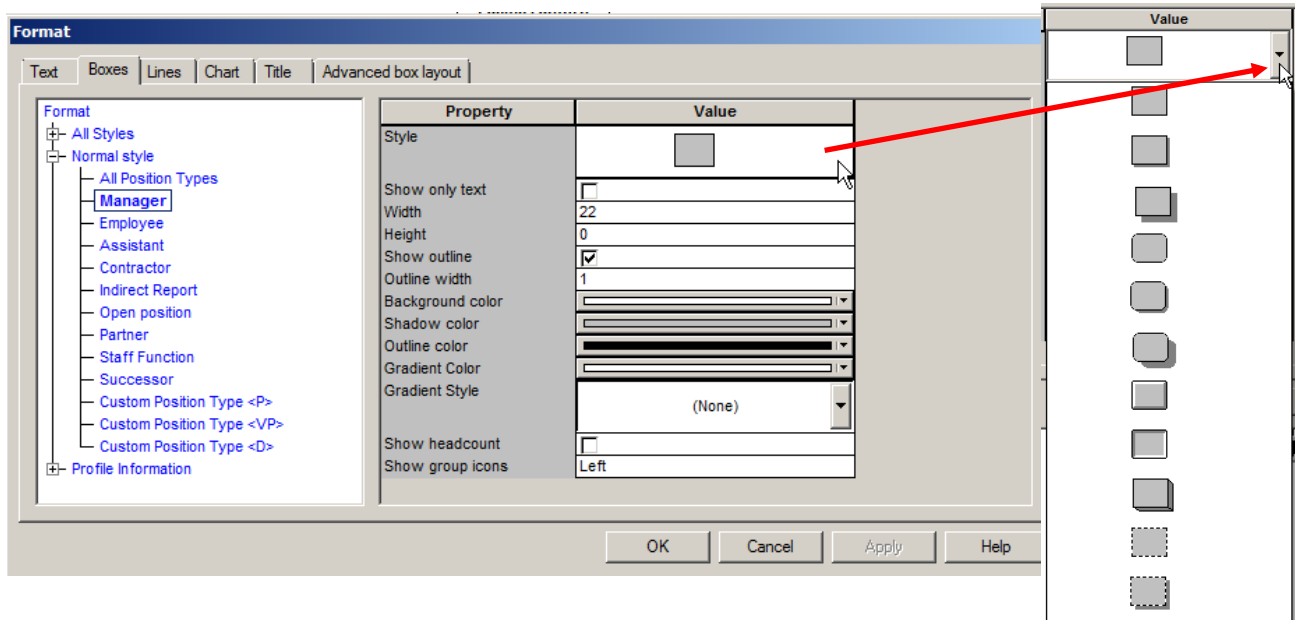 Format
Text Boxes Lines Chart Title Advanced box layout
Format
All Styles
Normal style
All Position Types
Manager
Employee
Assistant
Contractor
Indirect Report
Open position
Partner
Staff Function
Successor
Custom Position Type <P>
Custom Position Type <VP>
Custom Position Type <D>
Profile Information
Property Value
Style
Show only text
Width 22
Height 0
Show outline
Outline width 1
Background color
Shadow color
Outline color
Gradient Color
Gradient Style (None)
Show headcount
Show group icons Left
OK Cancel Apply Help
Value